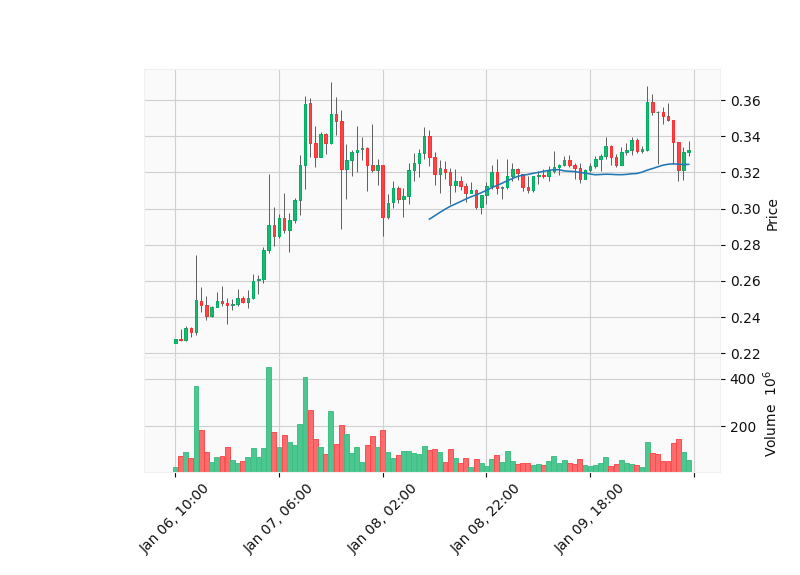 0.36
0.34
0.32
0.30
0.28
0.26
0.24
0.22
Price
400
200
Volume 10^6
Jan 06, 10:00
Jan 07, 06:00
Jan 08, 02:00
Jan 08, 22:00
Jan 09, 18:00